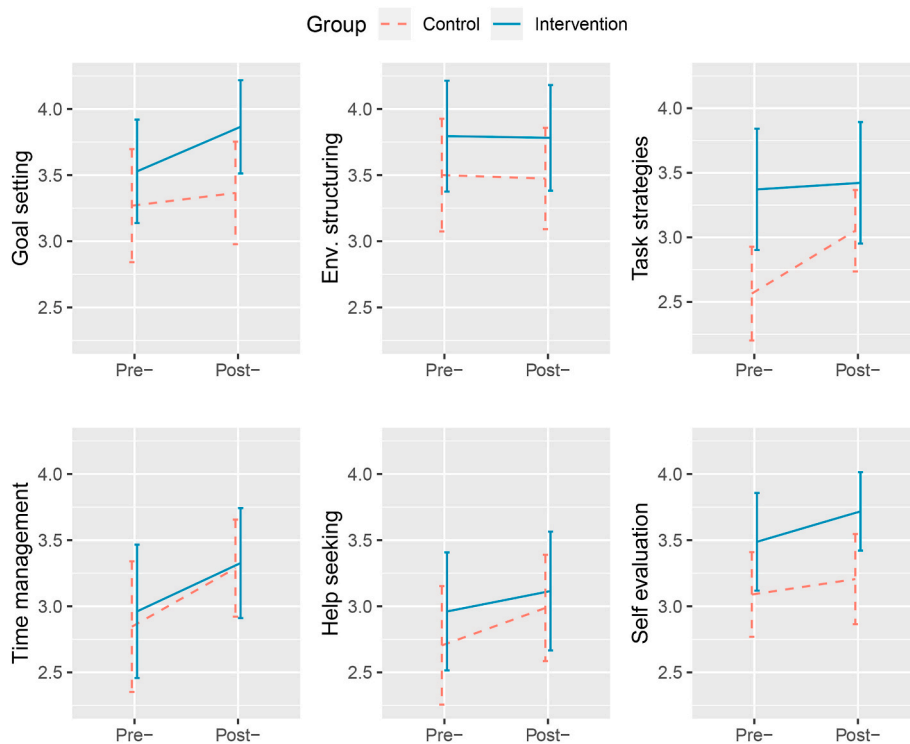 Group Control Intervention
Goal setting
4.0
3.5
3.0
2.5
Pre− Post−
Env. structuring
4.0
3.5
3.0
2.5
Pre− Post−
Task strategies
4.0
3.5
3.0
2.5
Pre− Post−
Time management
4.0
3.5
3.0
2.5
Pre− Post−
Help seeking
4.0
3.5
3.0
2.5
Pre− Post−
Self evaluation
4.0
3.5
3.0
2.5
Pre− Post−